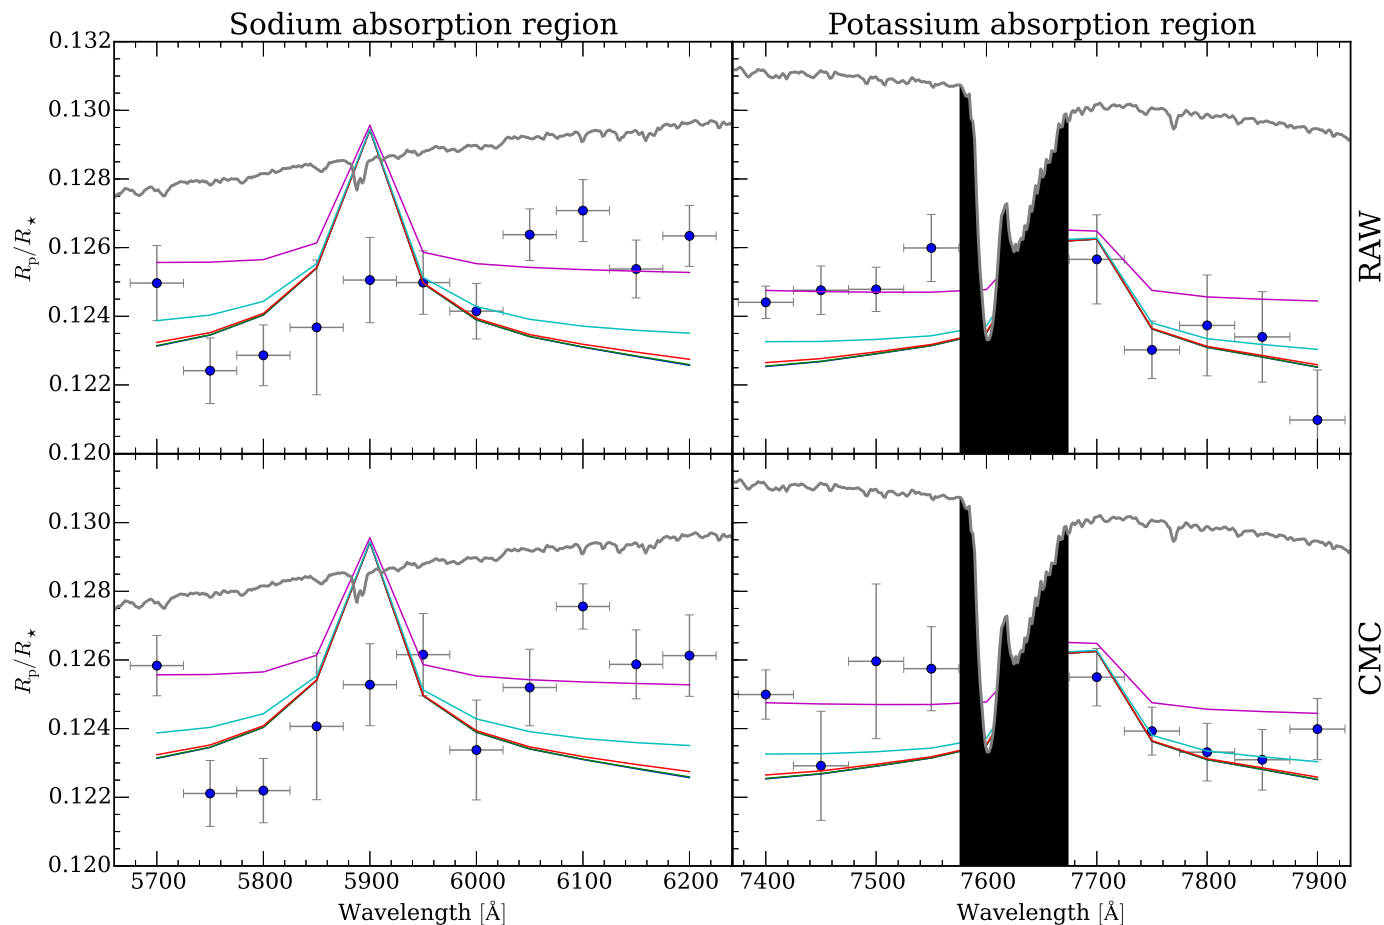 Sodium absorption region
Potassium absorption region
0.132
0.130
0.128
0.126
0.124
0.122
0.120
Rp/R⋆
RAW
0.130
0.128
0.126
0.124
0.122
0.120
Rp/R⋆
CMC
5700 5800 5900 6000 6100 6200
7400 7500 7600 7700 7800 7900
Wavelength [Å]
Wavelength [Å]